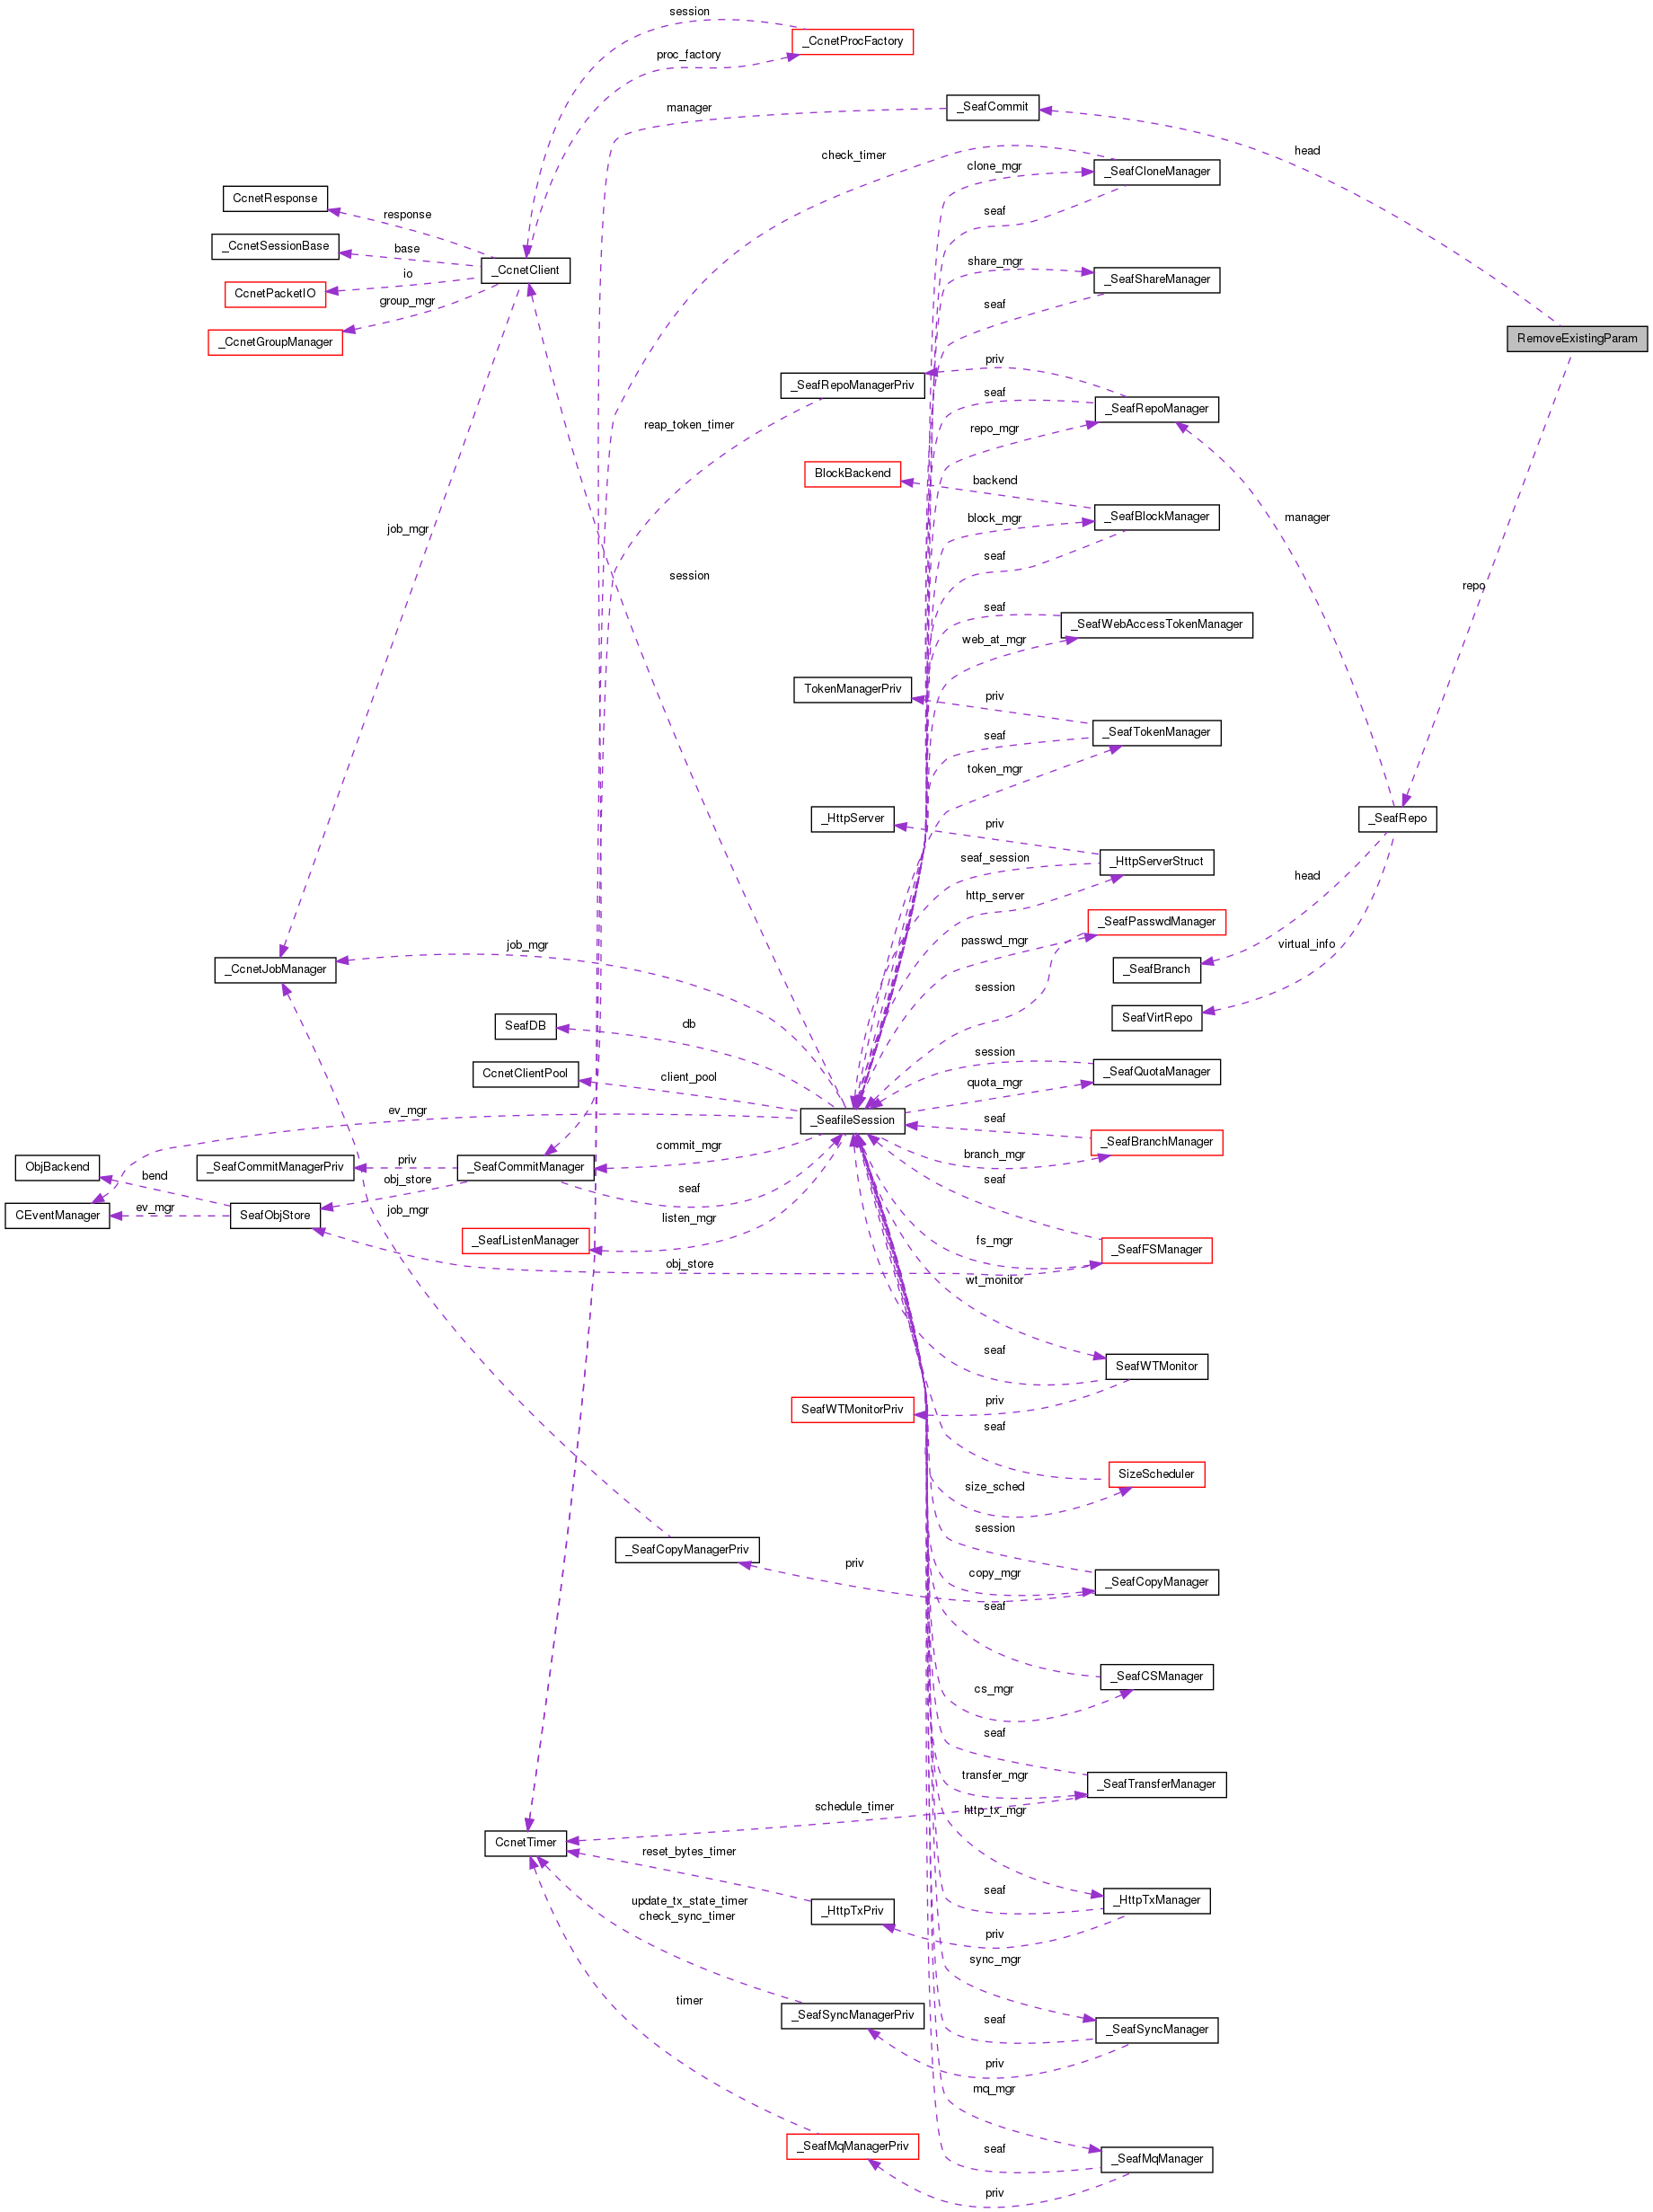 session
_CcnetProcFactory
proc_factory
manager
_SeafCommit
head
check_timer
clone_mgr
_SeafCloneManager
CcnetResponse
response
seaf
_CcnetSessionBase
base
_CcnetClient
io
CcnetPacketIO
group_mgr
_CcnetGroupManager
share_mgr
_SeafShareManager
seaf
RemoveExistingParam
priv
_SeafRepoManagerPriv
seaf
_SeafRepoManager
reap_token_timer
repo_mgr
BlockBackend
backend
job_mgr
block_mgr
_SeafBlockManager
manager
seaf
session
repo
seaf
_SeafWebAccessTokenManager
web_at_mgr
TokenManagerPriv
priv
seaf
_SeafTokenManager
token_mgr
_HttpServer
priv
_SeafRepo
seaf_session
_HttpServerStruct
http_server
head
_SeafPasswdManager
passwd_mgr
virtual_info
job_mgr
_CcnetJobManager
_SeafBranch
session
SeafDB
db
SeafVirtRepo
session
CcnetClientPool
client_pool
quota_mgr
_SeafQuotaManager
ev_mgr
_SeafileSession
seaf
_SeafBranchManager
commit_mgr
branch_mgr
ObjBackend
bend
_SeafCommitManagerPriv
priv
_SeafCommitManager
obj_store
seaf
seaf
CEventManager
ev_mgr
SeafObjStore
job_mgr
listen_mgr
_SeafListenManager
fs_mgr
_SeafFSManager
obj_store
wt_monitor
seaf
SeafWTMonitor
SeafWTMonitorPriv
priv
seaf
SizeScheduler
size_sched
session
_SeafCopyManagerPriv
priv
copy_mgr
_SeafCopyManager
seaf
_SeafCSManager
cs_mgr
seaf
transfer_mgr
_SeafTransferManager
schedule_timer
http_tx_mgr
CcnetTimer
reset_bytes_timer
seaf
_HttpTxManager
update_tx_state_timer
check_sync_timer
_HttpTxPriv
priv
sync_mgr
timer
_SeafSyncManagerPriv
seaf
_SeafSyncManager
priv
mq_mgr
_SeafMqManagerPriv
seaf
_SeafMqManager
priv